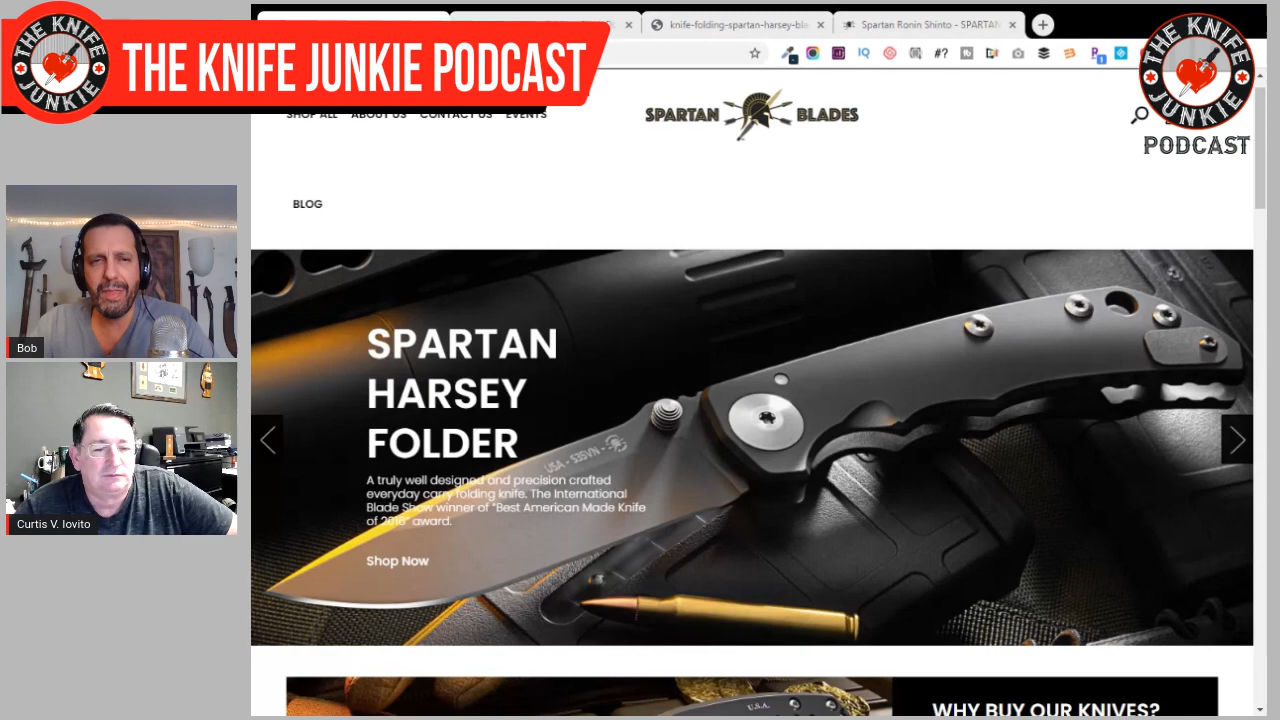 THE KNIFE JUNKIE
THE KNIFE JUNKIE PODCAST
knife-folding-spartan-harsey-bla
Spartan Ronin Shinto - SPARTAN
IQ
#?
THE KNIFE JUNKIE
PODCAST
SHOP ALL ABOUT US CONTACT US EVENTS
SPARTAN BLADES
BLOG
Bob
Curtis V. Iovito
SPARTAN
HARSEY
FOLDER
USA - S35VN
A truly well designed and precision crafted
everyday carry folding knife. The International
Blade Show winner of "Best American Made Knife
of 2016" award.
Shop Now
U.S.A.
WHY BUY OUR KNIVES?